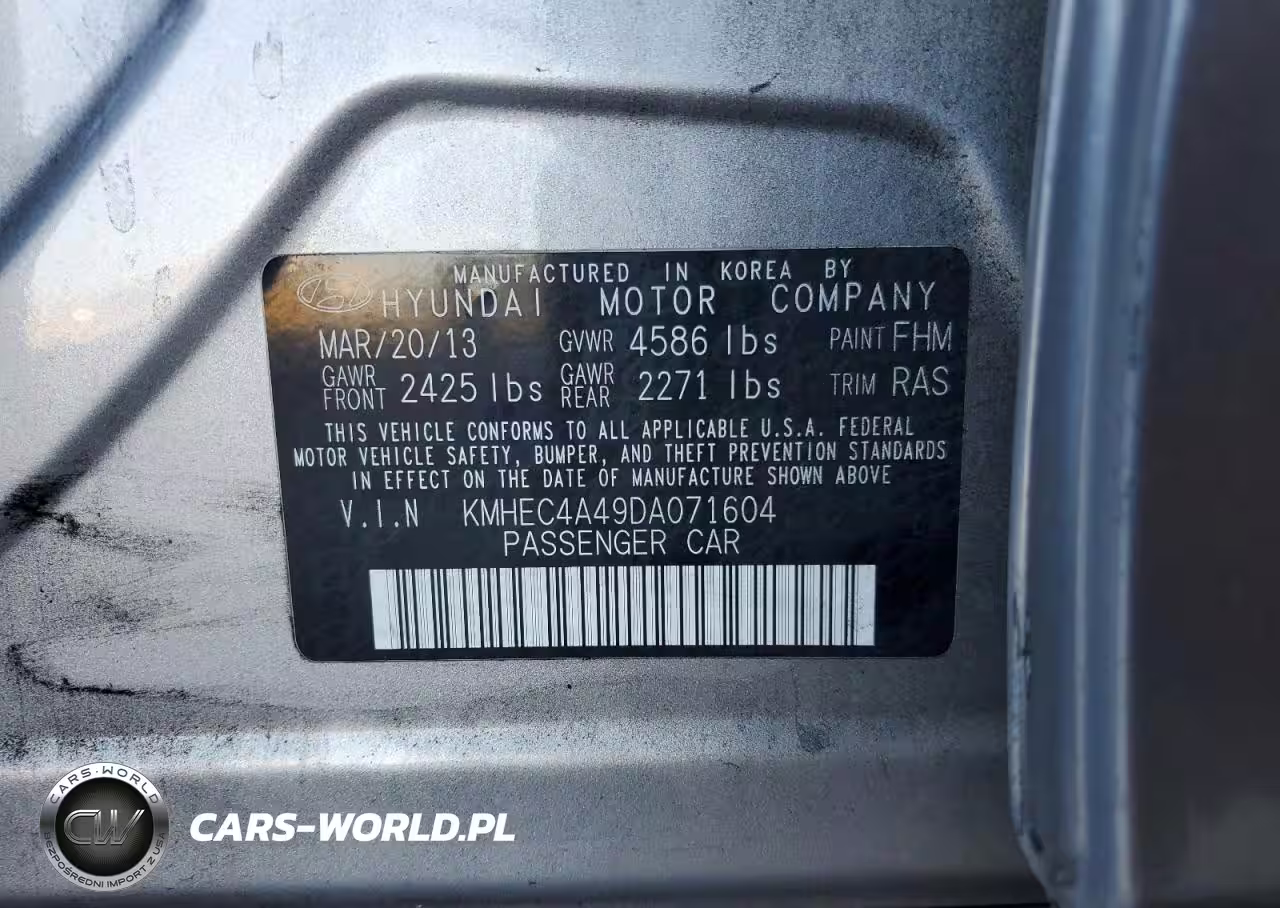 MANUFACTURED IN KOREA BY
HYUNDAI MOTOR COMPANY
MAR/20/13 GVWR 4586 lbs PAINT FHM
GAWR FRONT 2425 lbs GAWR REAR 2271 lbs TRIM RAS
THIS VEHICLE CONFORMS TO ALL APPLICABLE U.S.A. FEDERAL
MOTOR VEHICLE SAFETY, BUMPER, AND THEFT PREVENTION STANDARDS
IN EFFECT ON THE DATE OF MANUFACTURE SHOWN ABOVE
V.I.N KMHEC4A49DA071604
PASSENGER CAR
CARS-WORLD
CW
BEZPOŚREDNI IMPORT Z USA
CARS-WORLD.PL